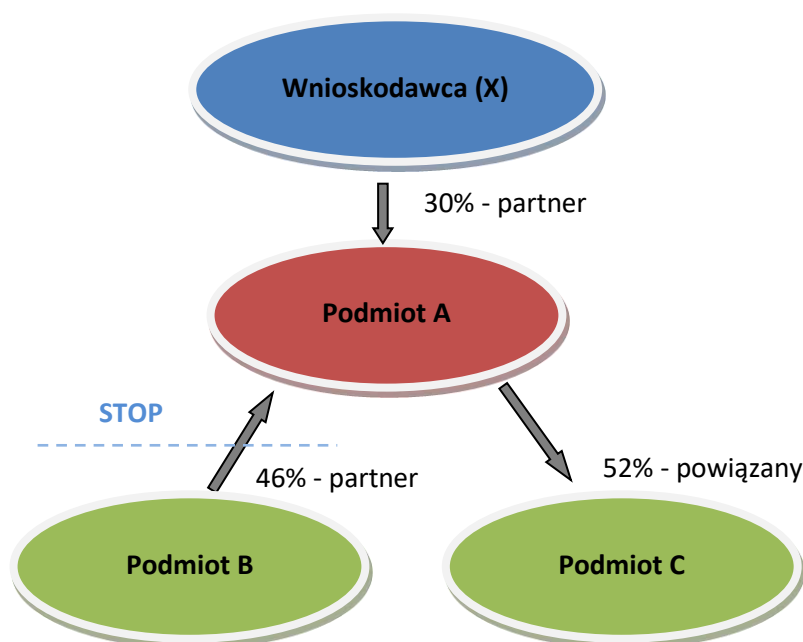 Wnioskodawca (X)
30% - partner
Podmiot A
STOP
46% - partner
52% - powiązany
Podmiot B
Podmiot C